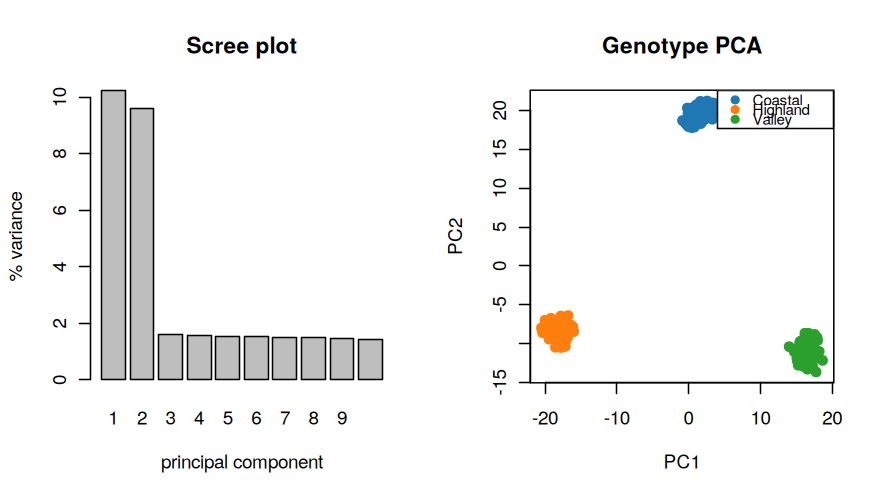 Scree plot
% variance
0
2
4
6
8
10
1 2 3 4 5 6 7 8 9
principal component
Genotype PCA
PC2
-15
-5
0
5
10
15
20
-20 -10 0 10 20
PC1
Coastal
Highland
Valley